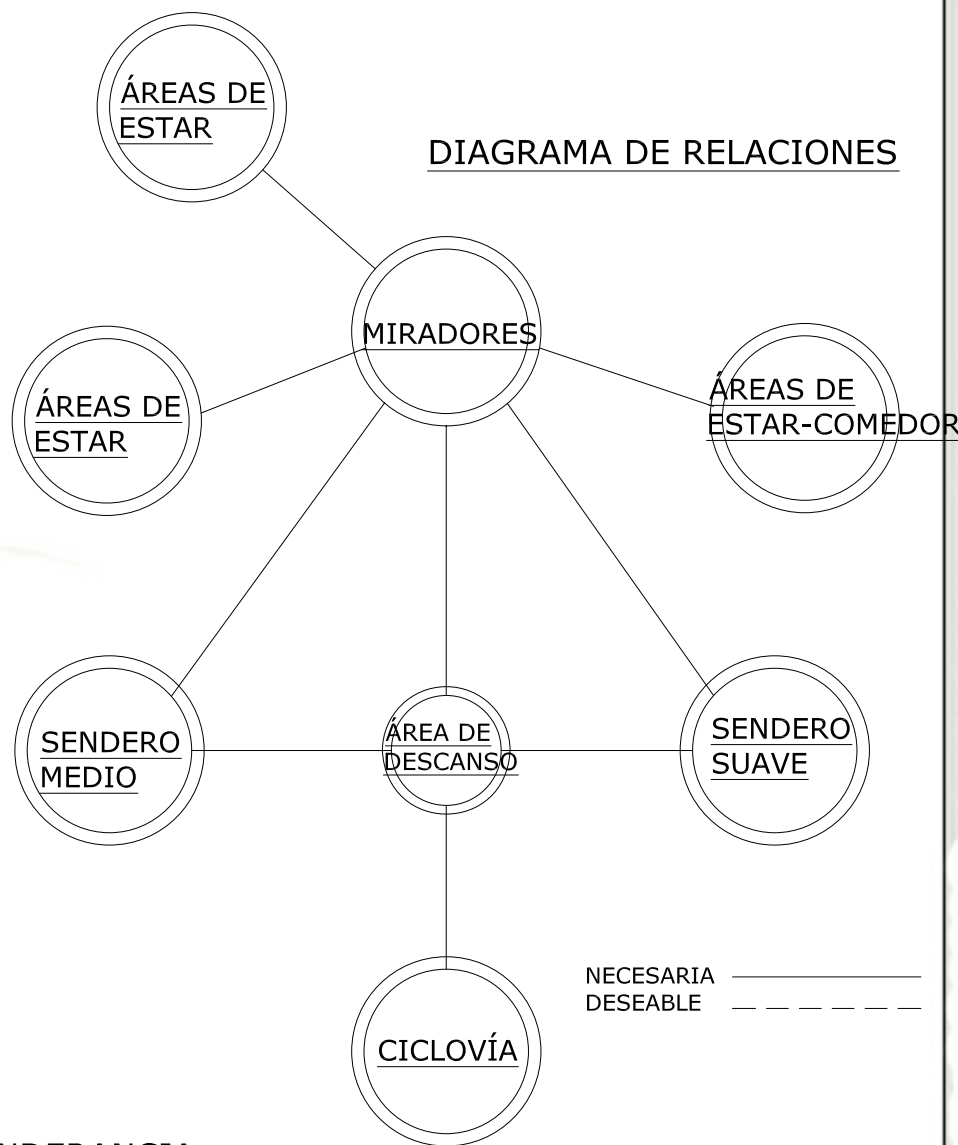 ÁREAS DE
ESTAR
DIAGRAMA DE RELACIONES
MIRADORES
ÁREAS DE
ESTAR
ÁREAS DE
ESTAR-COMEDOR
SENDERO
MEDIO
ÁREA DE
DESCANSO
SENDERO
SUAVE
NECESARIA
DESEABLE
CICLOVÍA